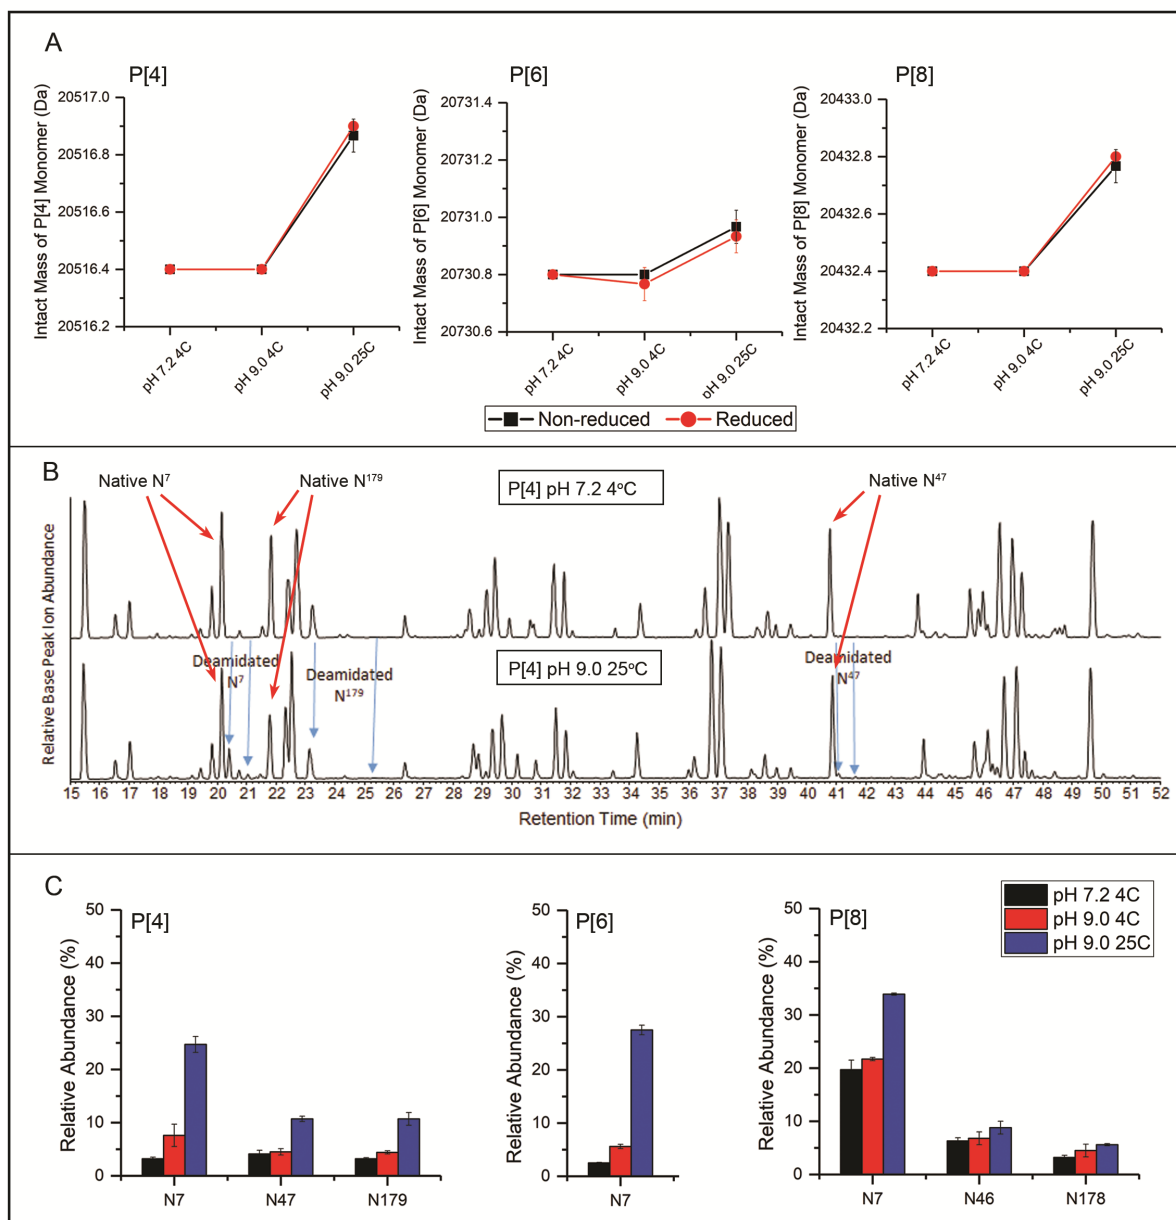 A
P[4]
Intact Mass of P[4] Monomer (Da)
20517.0
20516.8
20516.6
20516.4
20516.2
pH 7.2 4C
pH 9.0 4C
pH 9.0 25C
P[6]
Intact Mass of P[6] Monomer (Da)
20731.4
20731.2
20731.0
20730.8
20730.6
pH 7.2 4C
pH 9.0 4C
pH 9.0 25C
P[8]
Intact Mass of P[8] Monomer (Da)
20433.0
20432.8
20432.6
20432.4
20432.2
pH 7.2 4C
pH 9.0 4C
pH 9.0 25C
Non-reduced Reduced
B
Native N7
Native N179
P[4] pH 7.2 4oC
Native N47
Relative Base Peak Ion Abundance
Deamidated
N7
Deamidated
N179
P[4] pH 9.0 25oC
Deamidated
N47
15 16 17 18 19 20 21 22 23 24 25 26 27 28 29 30 31 32 33 34 35 36 37 38 39 40 41 42 43 44 45 46 47 48 49 50 51 52
Retention Time (min)
C
P[4]
Relative Abundance (%)
50
40
30
20
10
0
N7 N47 N179
P[6]
Relative Abundance (%)
50
40
30
20
10
0
N7
P[8]
Relative Abundance (%)
50
40
30
20
10
0
N7 N46 N178
pH 7.2 4C
pH 9.0 4C
pH 9.0 25C